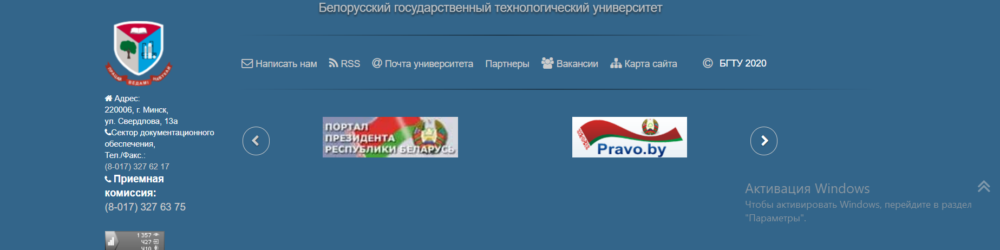 Белорусский государственный технологический университет
ПРАЦАЙ ВЕДАМІ НАВУКАЙ
Написать нам RSS Почта университета Партнеры Вакансии Карта сайта © БГТУ 2020
Адрес:
220006, г. Минск,
ул. Свердлова, 13а
Сектор документационного
обеспечения,
Тел./Факс.:
(8-017) 327 62 17
Приемная
комиссия:
(8-017) 327 63 75
ПОРТАЛ
ПРЕЗИДЕНТА
РЕСПУБЛИКИ БЕЛАРУСЬ
Pravo.by
Активация Windows
Чтобы активировать Windows, перейдите в раздел
"Параметры".
1 357
427
410